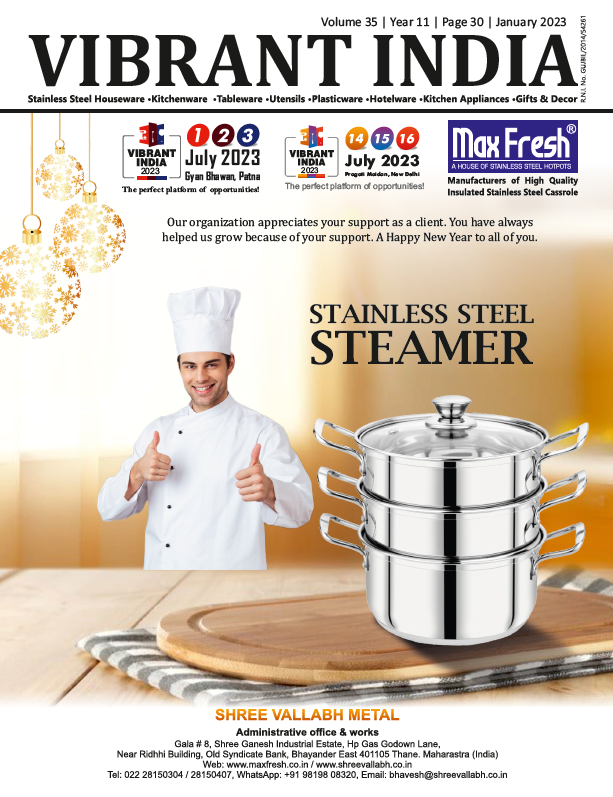 Volume 35 | Year 11 | Page 30 | January 2023
R.N.I. No. GUJBIL/2014/54261
VIBRANT INDIA
Stainless Steel Houseware •Kitchenware •Tableware •Utensils •Plasticware •Hotelware •Kitchen Appliances •Gifts & Decor
VIBRANT
INDIA
2023
1 2 3
July 2023
Gyan Bhawan, Patna
The perfect platform of opportunities!
VIBRANT
INDIA
2023
14 15 16
July 2023
Pragati Maidan, New Delhi
The perfect platform of opportunities!
Max Fresh®
A HOUSE OF STAINLESS STEEL HOTPOTS
Manufacturers of High Quality
Insulated Stainless Steel Cassrole
Our organization appreciates your support as a client. You have always
helped us grow because of your support. A Happy New Year to all of you.
STAINLESS STEEL
STEAMER
SHREE VALLABH METAL
Administrative office & works
Gala # 8, Shree Ganesh Industrial Estate, Hp Gas Godown Lane,
Near Ridhhi Building, Old Syndicate Bank, Bhayander East 401105 Thane. Maharastra (India)
Web: www.maxfresh.co.in / www.shreevallabh.co.in
Tel: 022 28150304 / 28150407, WhatsApp: +91 98198 08320, Email: bhavesh@shreevallabh.co.in